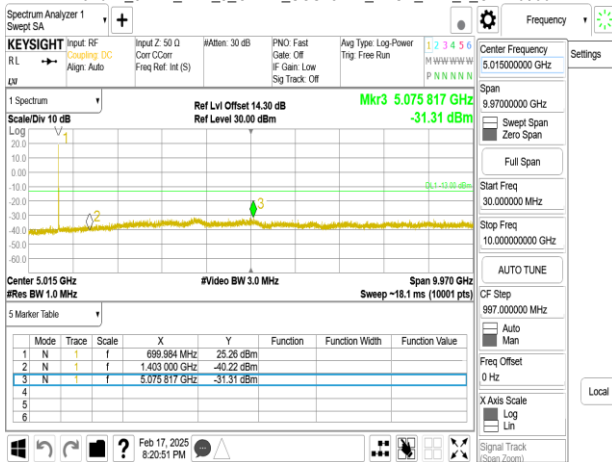 Spectrum Analyzer 1
Swept SA
Frequency
KEYSIGHT
RL
LXI
Input: RF
Coupling: DC
Align: Auto
Input Z: 50 Ω
Corr CCorr
Freq Ref: Int (S)
#Atten: 30 dB
PNO: Fast
Gate: Off
IF Gain: Low
Sig Track: Off
Avg Type: Log-Power
Trig: Free Run
1 2 3 4 5 6
M W W W W W
P N N N N N
Center Frequency
5.015000000 GHz
Settings
1 Spectrum
Ref Lvl Offset 14.30 dB
Mkr3 5.075 817 GHz
Scale/Div 10 dB
Ref Level 30.00 dBm
-31.31 dBm
Log
20.0
10.0
0.00
-10.0
-20.0
-30.0
-40.0
-50.0
-60.0
1
2
3
DL1 -13.00 dBm
Center 5.015 GHz
#Video BW 3.0 MHz
Span 9.970 GHz
#Res BW 1.0 MHz
Sweep ~18.1 ms (10001 pts)
Span
9.97000000 GHz
Swept Span
Zero Span
Full Span
Start Freq
30.000000 MHz
Stop Freq
10.000000000 GHz
AUTO TUNE
CF Step
997.000000 MHz
Auto
Man
Freq Offset
0 Hz
X Axis Scale
Log
Lin
Signal Track
(Span Zoom)
Local
5 Marker Table
Mode Trace Scale X Y Function Function Width Function Value
1 N 1 f 699.984 MHz 25.26 dBm
2 N 1 f 1.403 000 GHz -40.22 dBm
3 N 1 f 5.075 817 GHz -31.31 dBm
4
5
6
?
Feb 17, 2025
8:20:51 PM